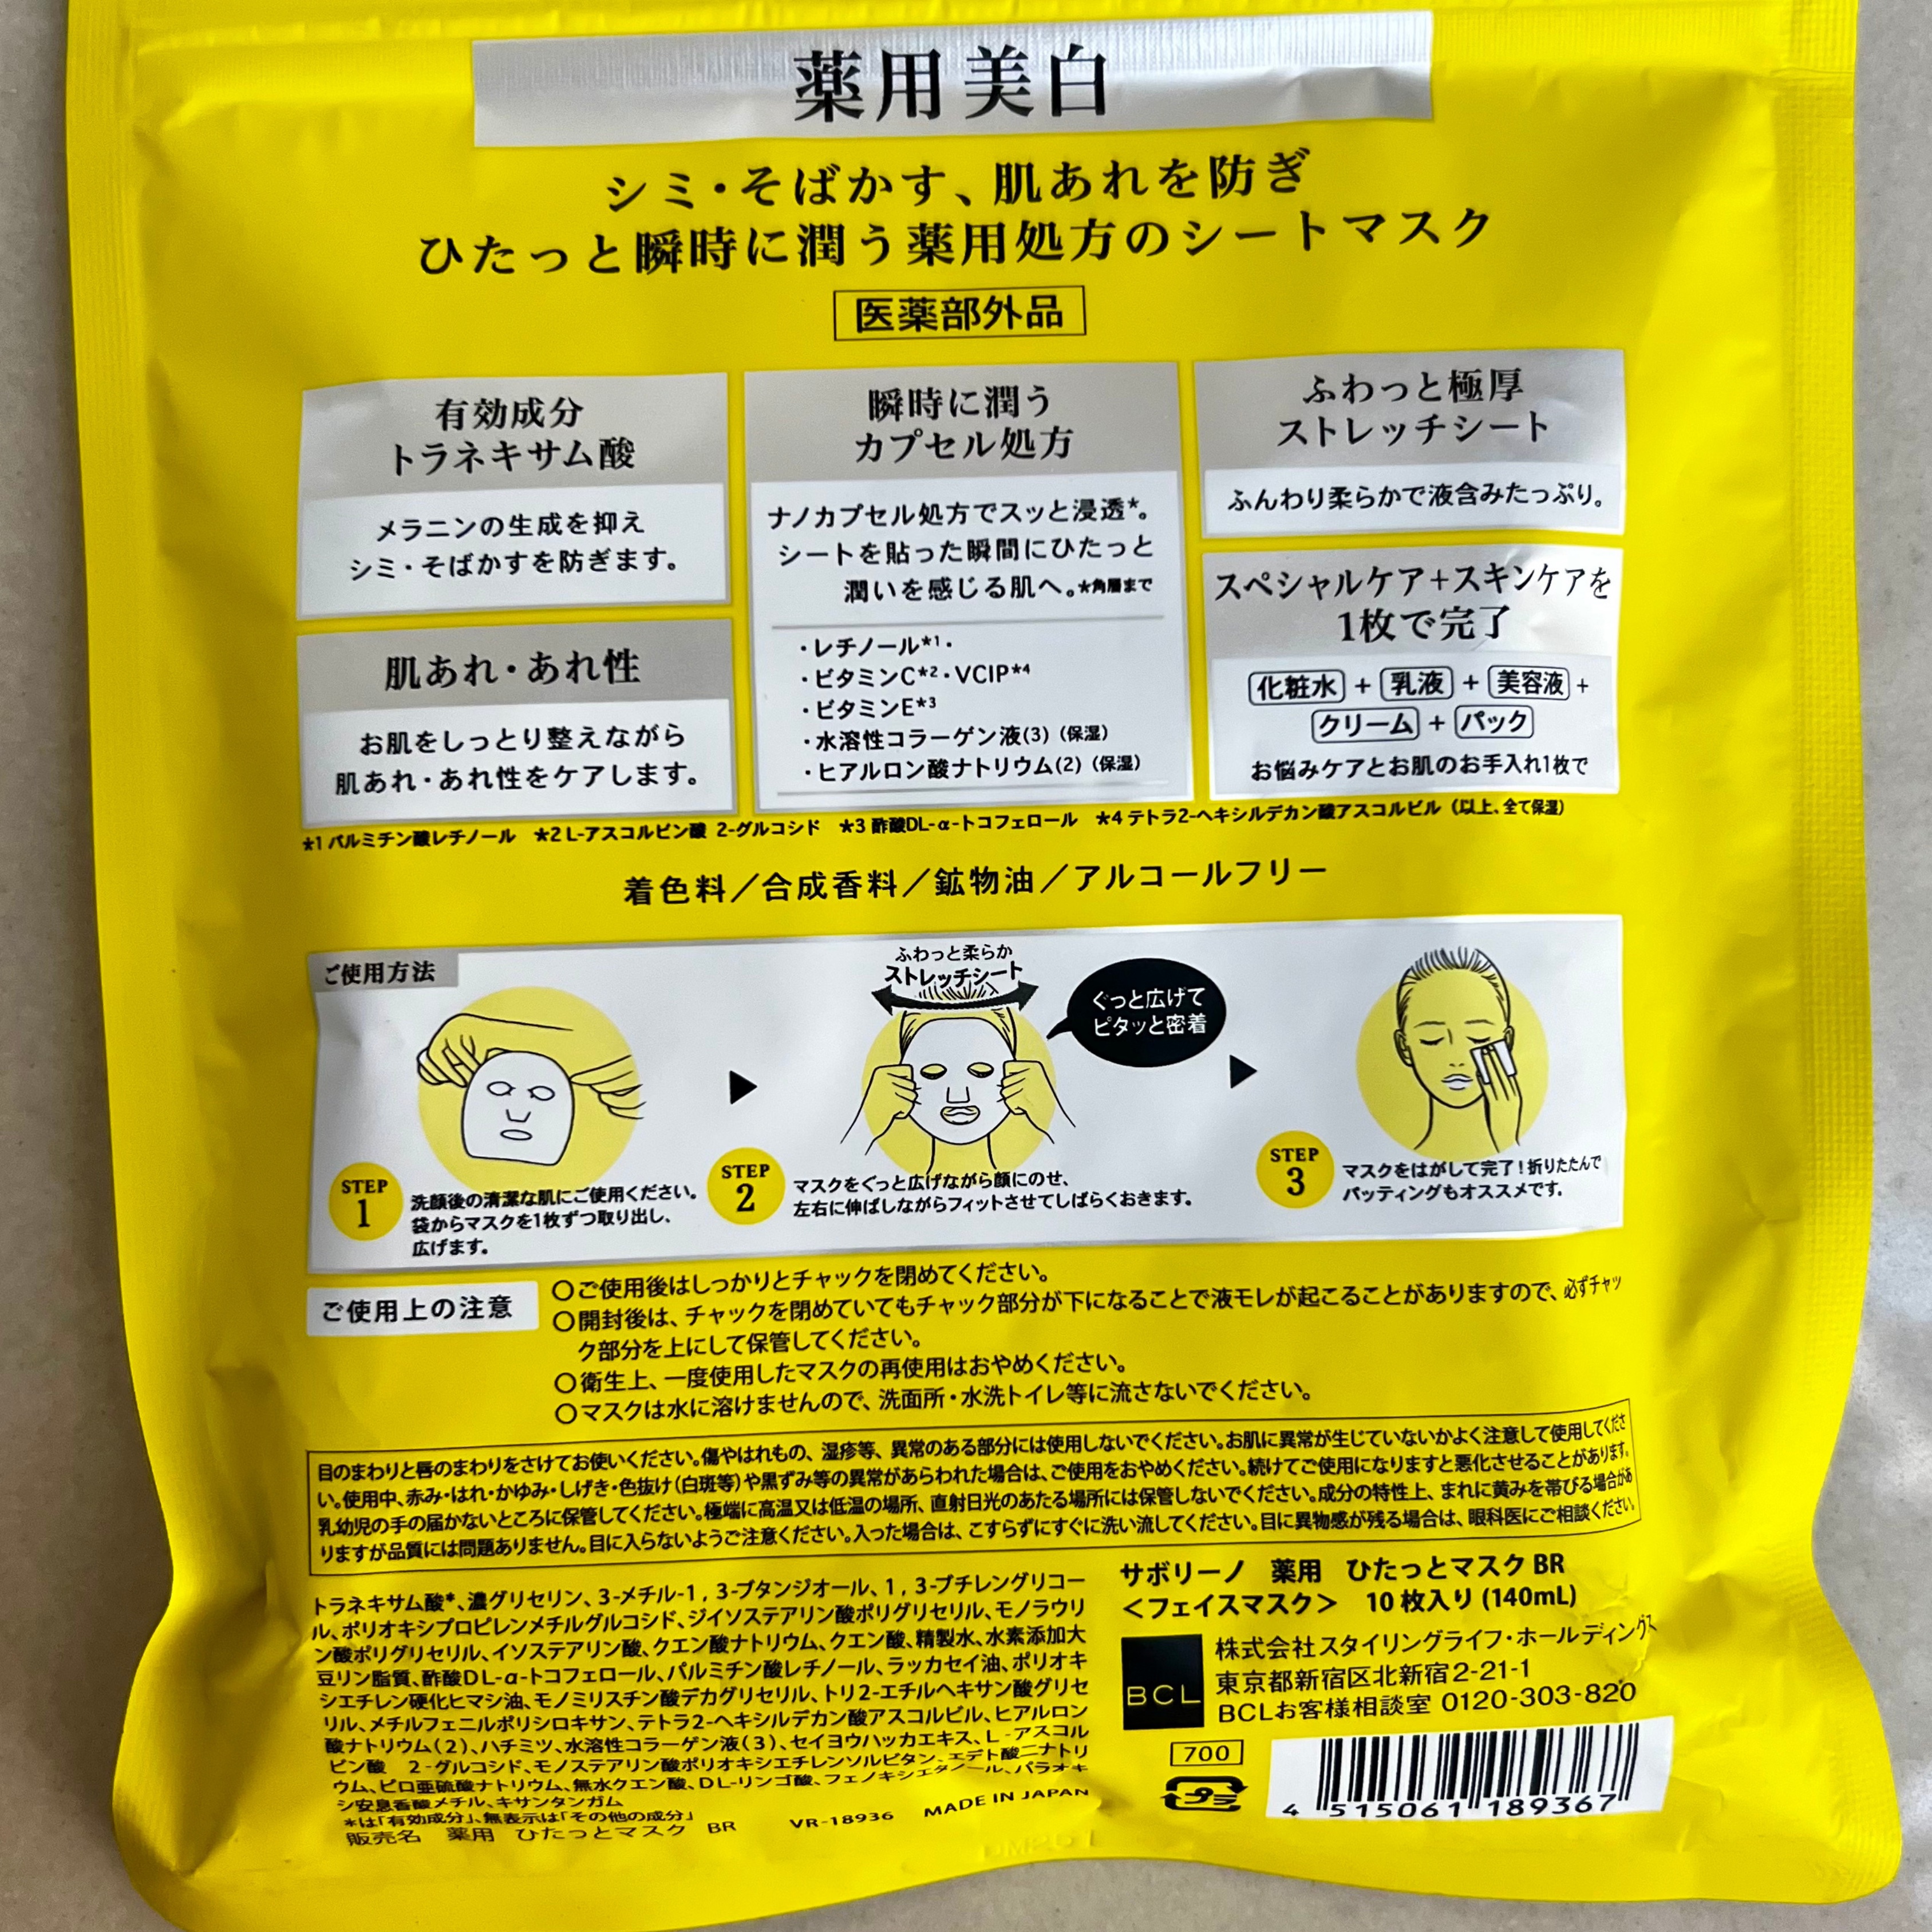 薬用美白
シミ・そばかす、肌あれを防ぎ
ひたっと瞬時に潤う薬用処方のシートマスク
医薬部外品
有効成分
トラネキサム酸
メラニンの生成を抑え
シミ・そばかすを防ぎます。
肌あれ・あれ性
お肌をしっとり整えながら
肌あれ・あれ性をケアします。
瞬時に潤う
カプセル処方
ナノカプセル処方でスッと浸透*。
シートを貼った瞬間にひたっと
潤いを感じる肌へ。*角層まで
・レチノール*1・
・ビタミンC*2・VCIP*4
・ビタミンE*3
・水溶性コラーゲン液(3)（保湿）
・ヒアルロン酸ナトリウム(2)（保湿）
ふわっと極厚
ストレッチシート
ふんわり柔らかで液含みたっぷり。
スペシャルケア+スキンケアを
1枚で完了
化粧水 + 乳液 + 美容液 +
クリーム + パック
お悩みケアとお肌のお手入れ1枚で
*1 パルミチン酸レチノール *2 L-アスコルビン酸 2-グルコシド *3 酢酸DL-α-トコフェロール *4 テトラ2-ヘキシルデカン酸アスコルビル（以上、全て保湿）
着色料／合成香料／鉱物油／アルコールフリー
ご使用方法
STEP
1
洗顔後の清潔な肌にご使用ください。
袋からマスクを1枚ずつ取り出し、
広げます。
ふわっと柔らか
ストレッチシート
ぐっと広げて
ピタッと密着
STEP
2
マスクをぐっと広げながら顔にのせ、
左右に伸ばしながらフィットさせてしばらくおきます。
STEP
3
マスクをはがして完了！折りたたんで
パッティングもオススメです。
ご使用上の注意
○ご使用後はしっかりとチャックを閉めてください。
○開封後は、チャックを閉めていてもチャック部分が下になることで液モレが起こることがありますので、必ずチャッ
ク部分を上にして保管してください。
○衛生上、一度使用したマスクの再使用はおやめください。
○マスクは水に溶けませんので、洗面所・水洗トイレ等に流さないでください。
目のまわりと唇のまわりをさけてお使いください。傷やはれもの、湿疹等、異常のある部分には使用しないでください。お肌に異常が生じていないかよく注意して使用してくださ
い。使用中、赤み・はれ・かゆみ・しげき・色抜け（白斑等）や黒ずみ等の異常があらわれた場合は、ご使用をおやめください。続けてご使用になりますと悪化させることがあります。
乳幼児の手の届かないところに保管してください。極端に高温又は低温の場所、直射日光のあたる場所には保管しないでください。成分の特性上、まれに黄みを帯びる場合があ
りますが品質には問題ありません。目に入らないようご注意ください。入った場合は、こすらずにすぐに洗い流してください。目に異物感が残る場合は、眼科医にご相談ください。
トラネキサム酸*、濃グリセリン、3-メチル-1，3-ブタンジオール、1，3-ブチレングリコー
ル、ポリオキシプロピレンメチルグルコシド、ジイソステアリン酸ポリグリセリル、モノラウリ
ン酸ポリグリセリル、イソステアリン酸、クエン酸ナトリウム、クエン酸、精製水、水素添加大
豆リン脂質、酢酸DL-α-トコフェロール、パルミチン酸レチノール、ラッカセイ油、ポリオキ
シエチレン硬化ヒマシ油、モノミリスチン酸デカグリセリル、トリ2-エチルヘキサン酸グリセ
リル、メチルフェニルポリシロキサン、テトラ2-ヘキシルデカン酸アスコルビル、ヒアルロン
酸ナトリウム(2)、ハチミツ、水溶性コラーゲン液(3)、セイヨウハッカエキス、L-アスコル
ビン酸 2-グルコシド、モノステアリン酸ポリオキシエチレンソルビタン、エデト酸二ナトリ
ウム、ピロ亜硫酸ナトリウム、無水クエン酸、DL-リンゴ酸、フェノキシエタノール、パラオキ
シ安息香酸メチル、キサンタンガム
*は「有効成分」、無表示は「その他の成分」
販売名 薬用 ひたっとマスク BR VR-18936 MADE IN JAPAN
サボリーノ 薬用 ひたっとマスク BR
＜フェイスマスク＞ 10枚入り (140mL)
BCL
株式会社スタイリングライフ・ホールディングス
東京都新宿区北新宿2-21-1
BCLお客様相談室 0120-303-820
700
4 515061 189367